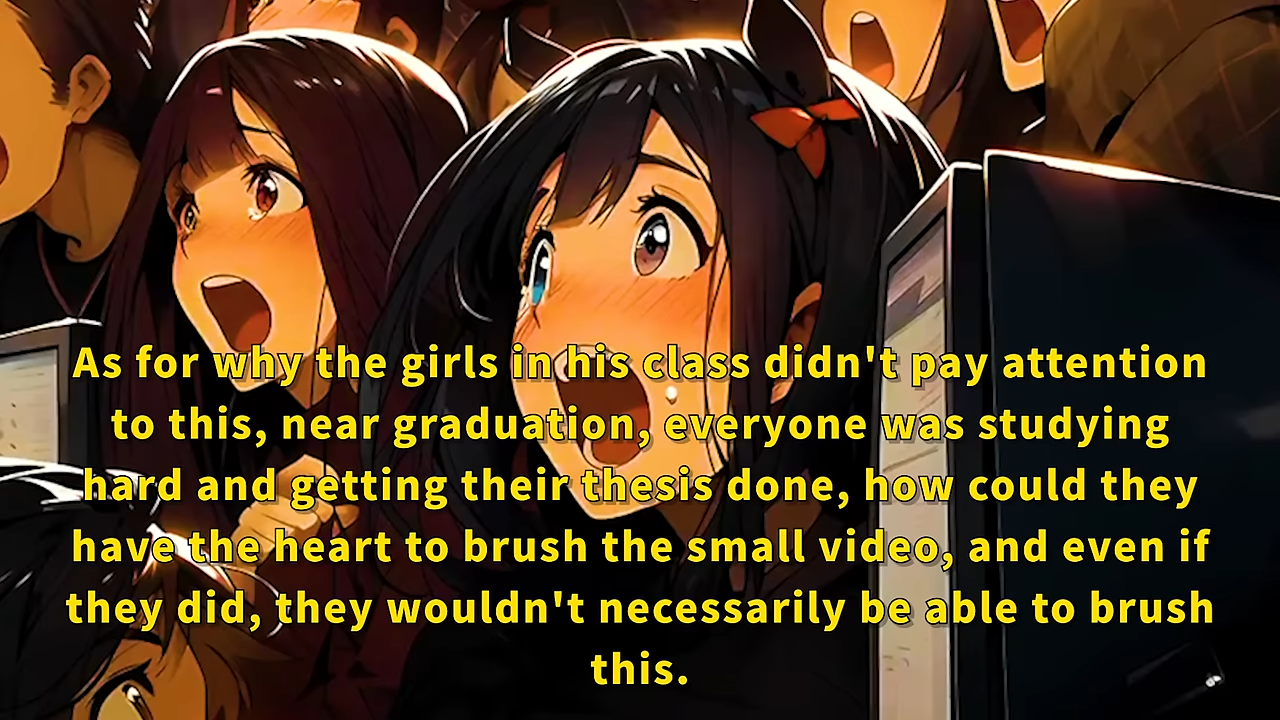 As for why the girls in his class didn't pay attention
to this, near graduation, everyone was studying
hard and getting their thesis done, how could they
have the heart to brush the small video, and even if
they did, they wouldn't necessarily be able to brush
this.